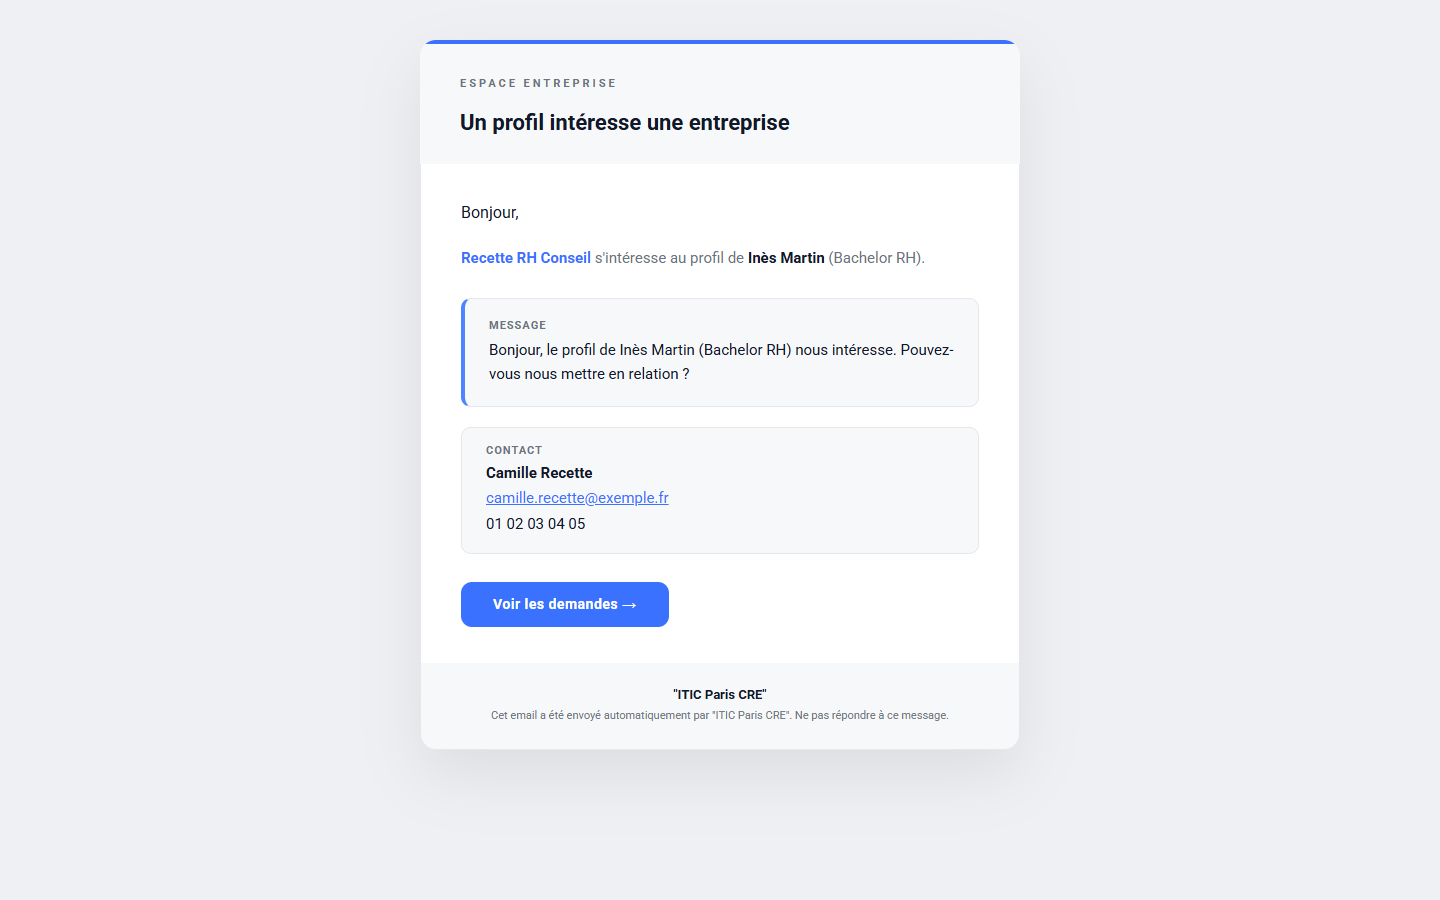 ESPACE ENTREPRISE
Un profil intéresse une entreprise
Bonjour,
Recette RH Conseil s'intéresse au profil de Inès Martin (Bachelor RH).
MESSAGE
Bonjour, le profil de Inès Martin (Bachelor RH) nous intéresse. Pouvez-
vous nous mettre en relation ?
CONTACT
Camille Recette
camille.recette@exemple.fr
01 02 03 04 05
Voir les demandes →
"ITIC Paris CRE"
Cet email a été envoyé automatiquement par "ITIC Paris CRE". Ne pas répondre à ce message.